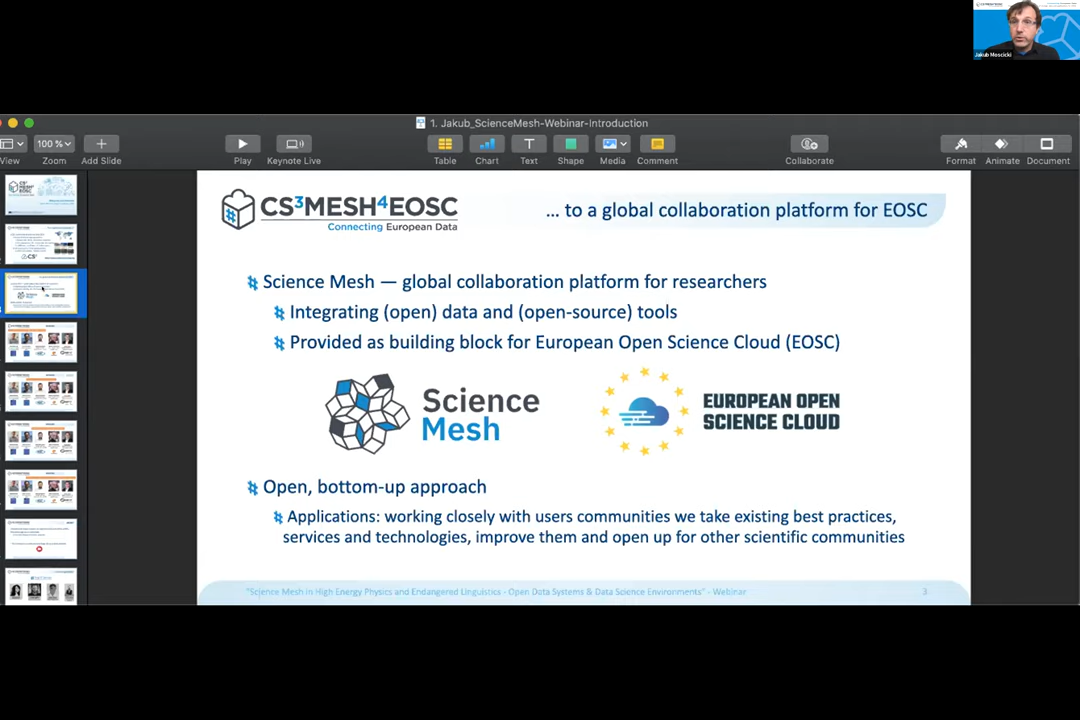 Jakub Moscicki
1. Jakub_ScienceMesh-Webinar-Introduction
View
100 %
Zoom
Add Slide
Play
Keynote Live
Table
Chart
Text
Shape
Media
Comment
Collaborate
Format
Animate
Document
CS3MESH4EOSC
Connecting European Data
... to a global collaboration platform for EOSC
Science Mesh — global collaboration platform for researchers
Integrating (open) data and (open-source) tools
Provided as building block for European Open Science Cloud (EOSC)
Science
Mesh
EUROPEAN OPEN
SCIENCE CLOUD
Open, bottom-up approach
Applications: working closely with users communities we take existing best practices,
services and technologies, improve them and open up for other scientific communities
"Science Mesh in High Energy Physics and Endangered Linguistics - Open Data Systems & Data Science Environments" - Webinar
3